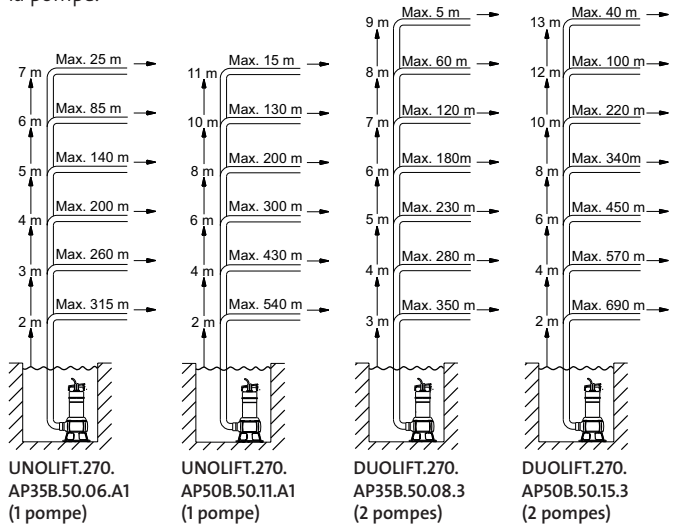 la pompe.
7 m
Max. 25 m
6 m
Max. 85 m
5 m
Max. 140 m
4 m
Max. 200 m
3 m
Max. 260 m
2 m
Max. 315 m
UNOLIFT.270.
AP35B.50.06.A1
(1 pompe)
11 m
Max. 15 m
10 m
Max. 130 m
8 m
Max. 200 m
6 m
Max. 300 m
4 m
Max. 430 m
2 m
Max. 540 m
UNOLIFT.270.
AP50B.50.11.A1
(1 pompe)
9 m
Max. 5 m
8 m
Max. 60 m
7 m
Max. 120 m
6 m
Max. 180m
5 m
Max. 230 m
4 m
Max. 280 m
3 m
Max. 350 m
DUOLIFT.270.
AP35B.50.08.3
(2 pompes)
13 m
Max. 40 m
12 m
Max. 100 m
10 m
Max. 220 m
8 m
Max. 340m
6 m
Max. 450 m
4 m
Max. 570 m
2 m
Max. 690 m
DUOLIFT.270.
AP50B.50.15.3
(2 pompes)